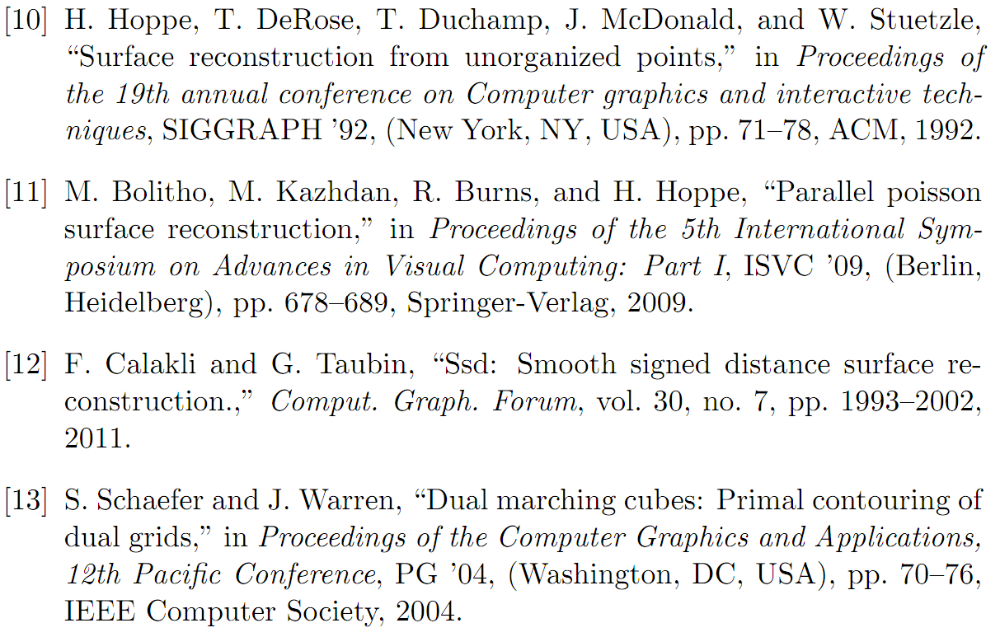 [10] H. Hoppe, T. DeRose, T. Duchamp, J. McDonald, and W. Stuetzle,
“Surface reconstruction from unorganized points,” in Proceedings of
the 19th annual conference on Computer graphics and interactive tech-
niques, SIGGRAPH ’92, (New York, NY, USA), pp. 71–78, ACM, 1992.
[11] M. Bolitho, M. Kazhdan, R. Burns, and H. Hoppe, “Parallel poisson
surface reconstruction,” in Proceedings of the 5th International Sym-
posium on Advances in Visual Computing: Part I, ISVC ’09, (Berlin,
Heidelberg), pp. 678–689, Springer-Verlag, 2009.
[12] F. Calakli and G. Taubin, “Ssd: Smooth signed distance surface re-
construction.,” Comput. Graph. Forum, vol. 30, no. 7, pp. 1993–2002,
2011.
[13] S. Schaefer and J. Warren, “Dual marching cubes: Primal contouring of
dual grids,” in Proceedings of the Computer Graphics and Applications,
12th Pacific Conference, PG ’04, (Washington, DC, USA), pp. 70–76,
IEEE Computer Society, 2004.